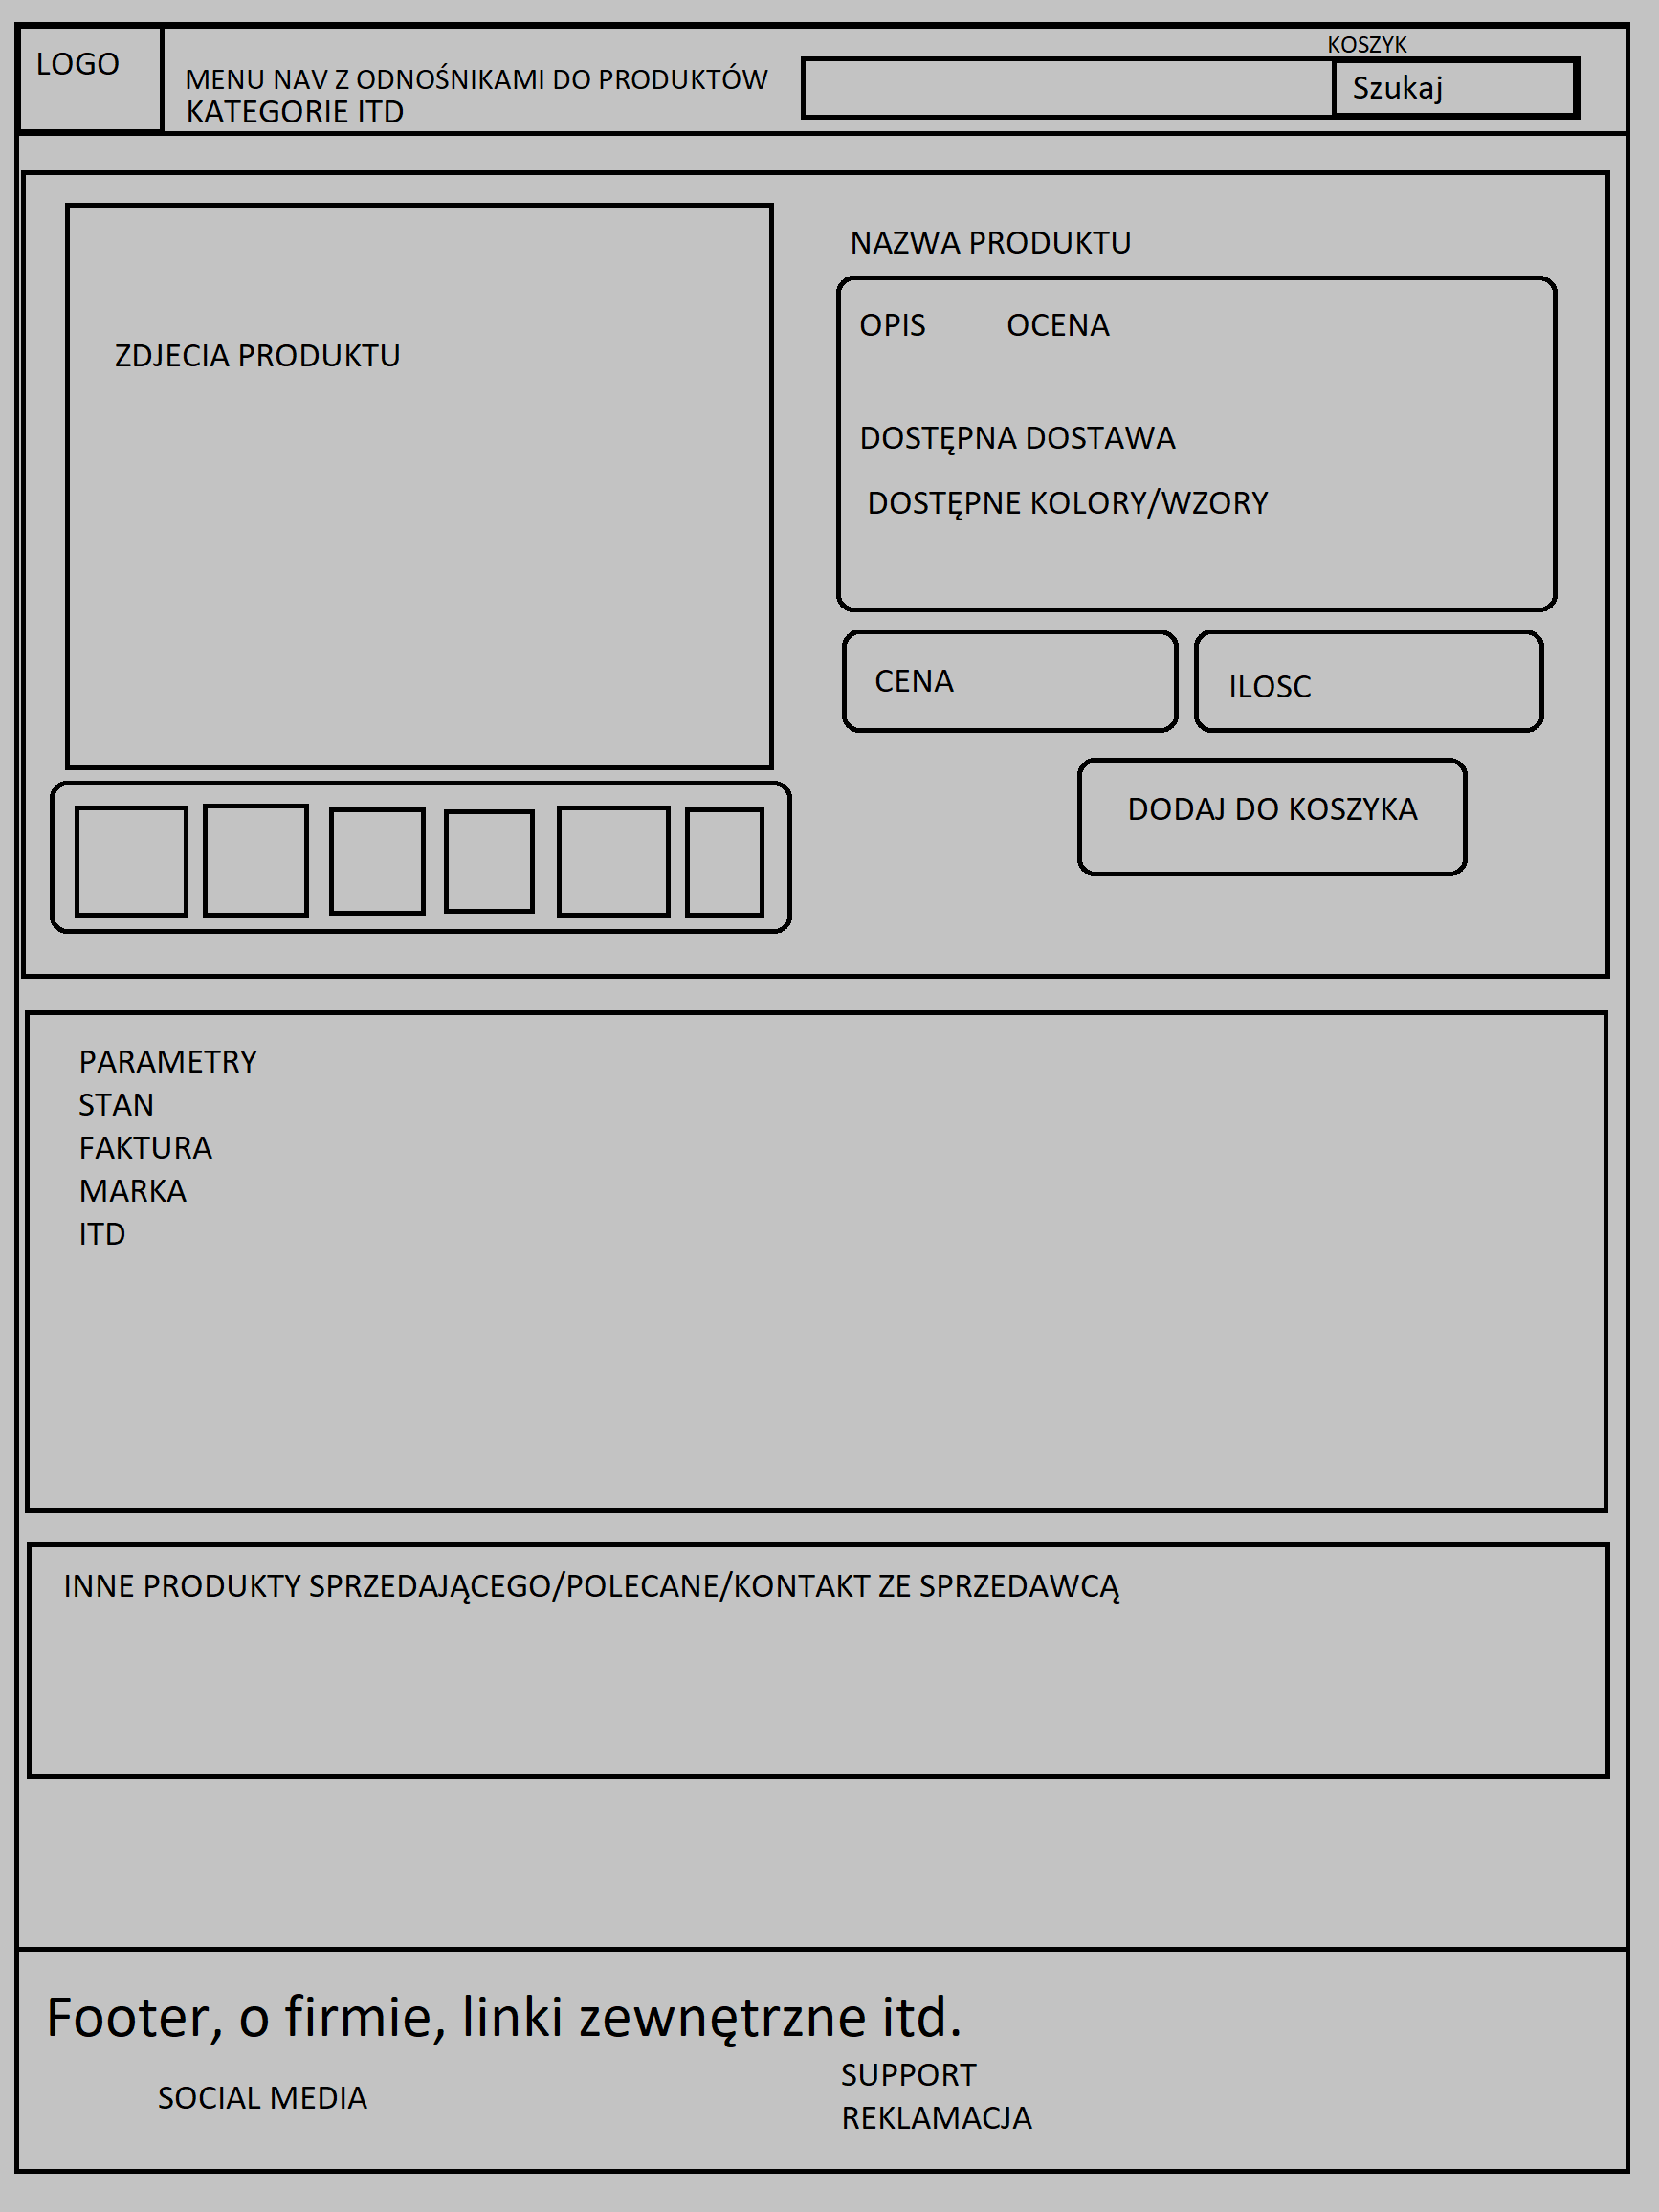 LOGO
MENU NAV Z ODNOŚNIKAMI DO PRODUKTÓW
KATEGORIE ITD
KOSZYK
Szukaj
ZDJECIA PRODUKTU
NAZWA PRODUKTU
OPIS OCENA
DOSTĘPNA DOSTAWA
DOSTĘPNE KOLORY/WZORY
CENA
ILOSC
DODAJ DO KOSZYKA
PARAMETRY
STAN
FAKTURA
MARKA
ITD
INNE PRODUKTY SPRZEDAJĄCEGO/POLECANE/KONTAKT ZE SPRZEDAWCĄ
Footer, o firmie, linki zewnętrzne itd.
SOCIAL MEDIA
SUPPORT
REKLAMACJA